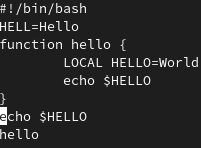 #!/bin/bash
HELL=Hello
function hello {
        LOCAL HELLO=World
        echo $HELLO
}
echo $HELLO
hello